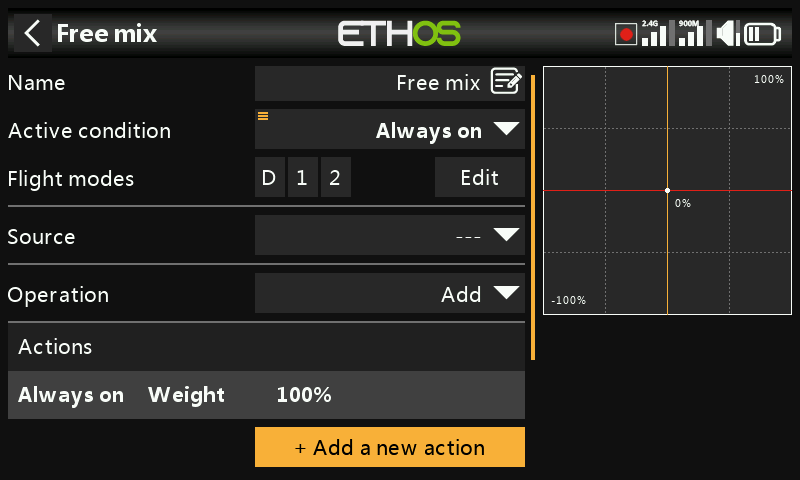 Free mix
ETHOS
2.4G
900M
Name
Free mix
Active condition
Always on
Flight modes
D 1 2
Edit
Source
---
Operation
Add
Actions
Always on Weight 100%
+ Add a new action
100%
0%
-100%